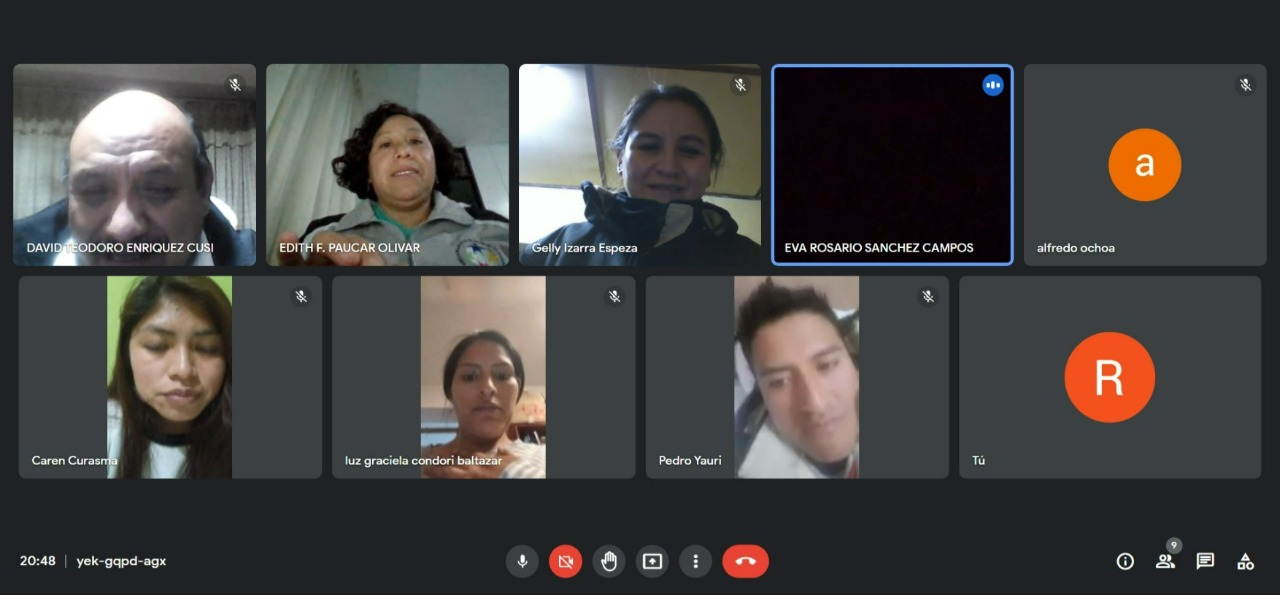 DAVID TEODORO ENRIQUEZ CUSI
EDITH F. PAUCAR OLIVAR
Gelly Izarra Espeza
EVA ROSARIO SANCHEZ CAMPOS
a
alfredo ochoa
Caren Curasma
luz graciela condori baltazar
Pedro Yauri
R
Tú
20:48 | yek-gqpd-agx
9